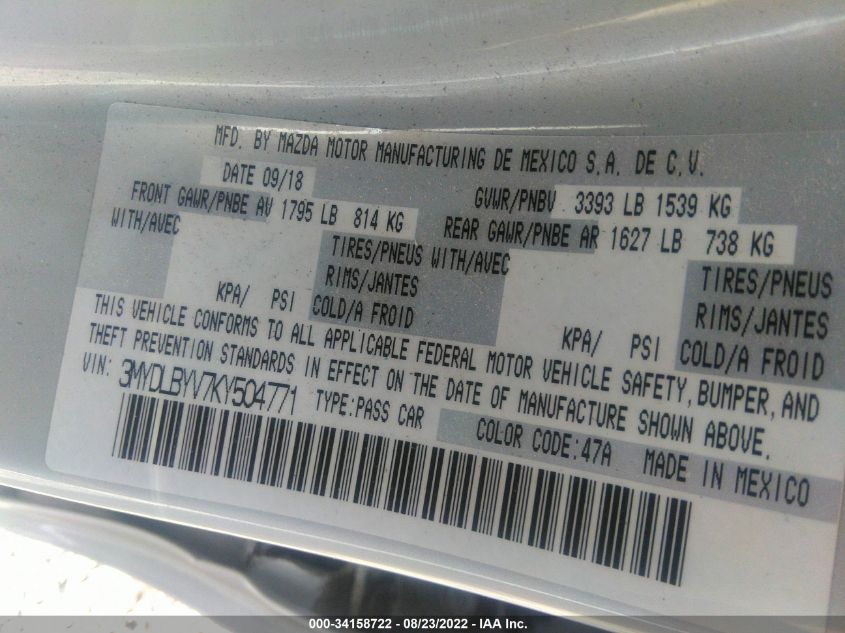 MFD. BY MAZDA MOTOR MANUFACTURING DE MEXICO S.A. DE C.V.
DATE 09/18
GVWR/PNBV 3393 LB 1539 KG
FRONT GAWR/PNBE AV 1795 LB 814 KG
REAR GAWR/PNBE AR 1627 LB 738 KG
WITH/AVEC
TIRES/PNEUS
RIMS/JANTES
KPA/ PSI COLD/A FROID
WITH/AVEC
TIRES/PNEUS
RIMS/JANTES
KPA/ PSI COLD/A FROID
THIS VEHICLE CONFORMS TO ALL APPLICABLE FEDERAL MOTOR VEHICLE SAFETY, BUMPER, AND
THEFT PREVENTION STANDARDS IN EFFECT ON THE DATE OF MANUFACTURE SHOWN ABOVE.
VIN: 3MYDLBYV7KY504771 TYPE:PASS CAR
COLOR CODE:47A MADE IN MEXICO
000-34158722 - 08/23/2022 - IAA Inc.